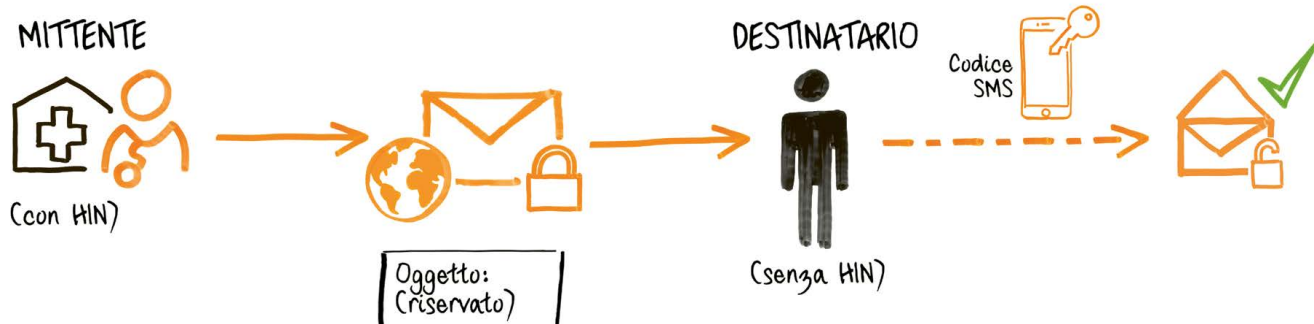 MITTENTE
(con HIN)
Oggetto:
(riservato)
DESTINATARIO
(senza HIN)
Codice
SMS